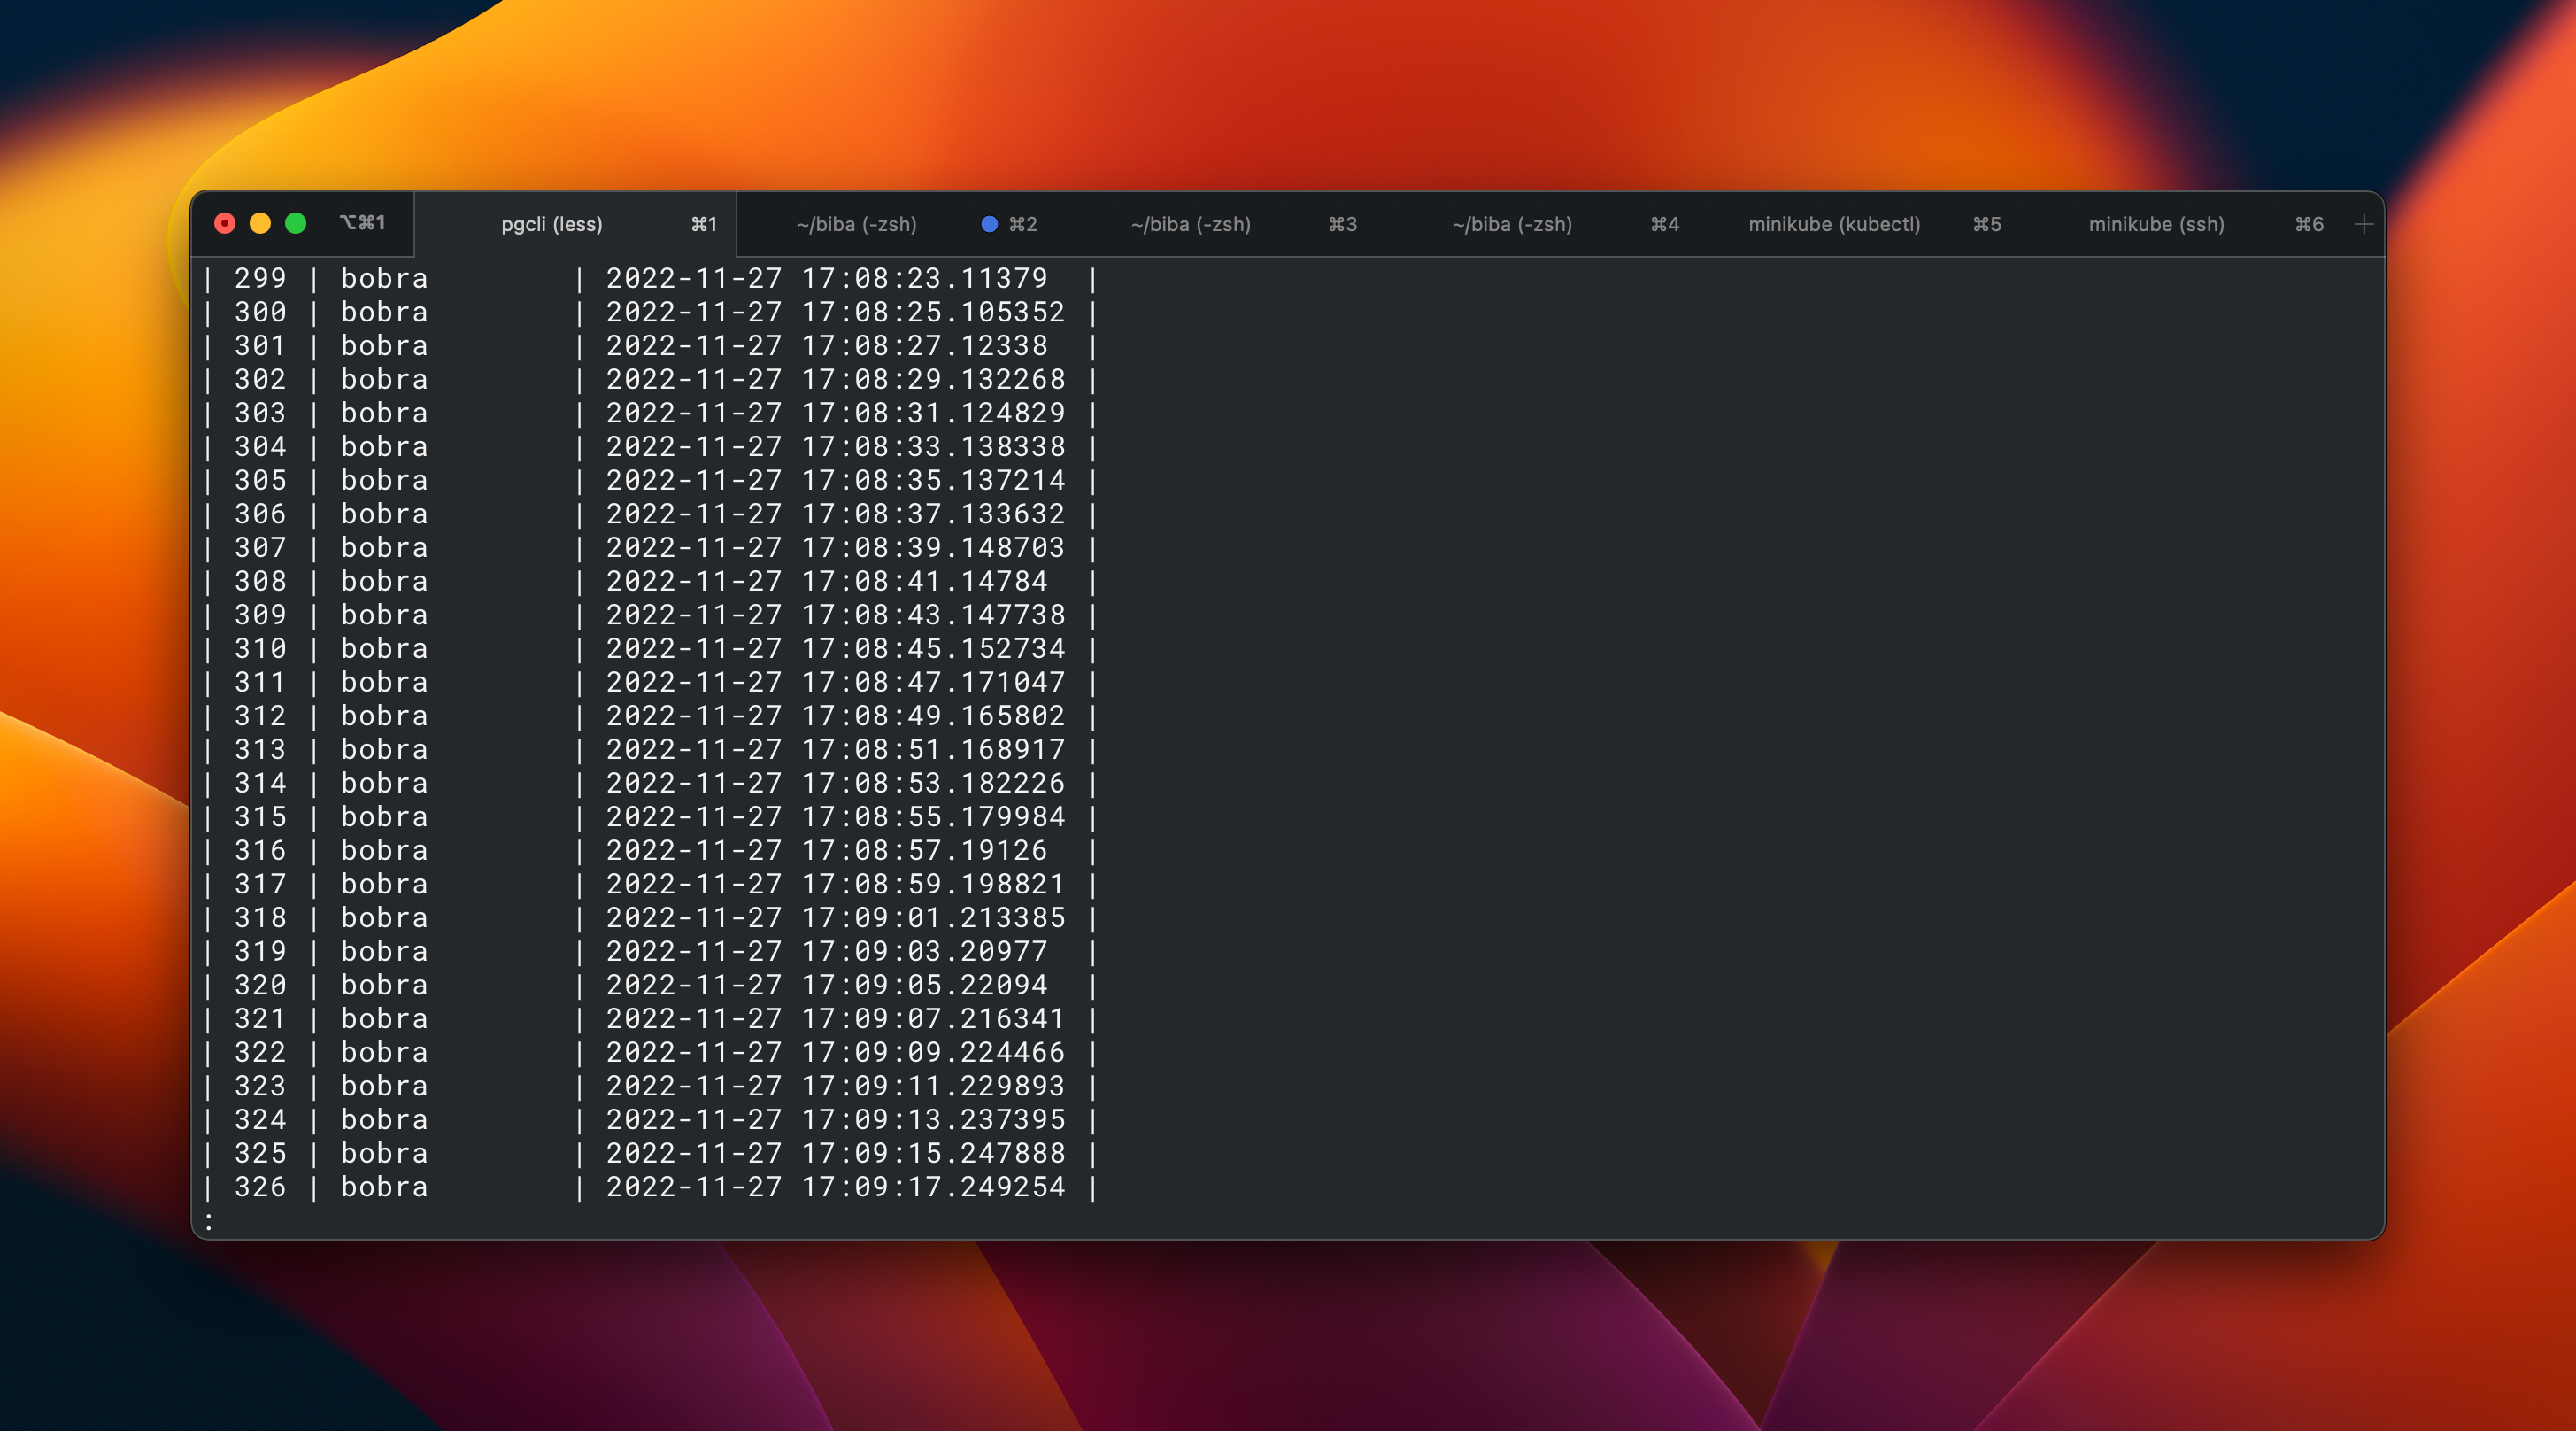 ⌥⌘1 pgcli (less) ⌘1 ~/biba (-zsh) ⌘2 ~/biba (-zsh) ⌘3 ~/biba (-zsh) ⌘4 minikube (kubectl) ⌘5 minikube (ssh) ⌘6 +
| 299 | bobra        | 2022-11-27 17:08:23.11379  |
| 300 | bobra        | 2022-11-27 17:08:25.105352 |
| 301 | bobra        | 2022-11-27 17:08:27.12338  |
| 302 | bobra        | 2022-11-27 17:08:29.132268 |
| 303 | bobra        | 2022-11-27 17:08:31.124829 |
| 304 | bobra        | 2022-11-27 17:08:33.138338 |
| 305 | bobra        | 2022-11-27 17:08:35.137214 |
| 306 | bobra        | 2022-11-27 17:08:37.133632 |
| 307 | bobra        | 2022-11-27 17:08:39.148703 |
| 308 | bobra        | 2022-11-27 17:08:41.14784  |
| 309 | bobra        | 2022-11-27 17:08:43.147738 |
| 310 | bobra        | 2022-11-27 17:08:45.152734 |
| 311 | bobra        | 2022-11-27 17:08:47.171047 |
| 312 | bobra        | 2022-11-27 17:08:49.165802 |
| 313 | bobra        | 2022-11-27 17:08:51.168917 |
| 314 | bobra        | 2022-11-27 17:08:53.182226 |
| 315 | bobra        | 2022-11-27 17:08:55.179984 |
| 316 | bobra        | 2022-11-27 17:08:57.19126  |
| 317 | bobra        | 2022-11-27 17:08:59.198821 |
| 318 | bobra        | 2022-11-27 17:09:01.213385 |
| 319 | bobra        | 2022-11-27 17:09:03.20977  |
| 320 | bobra        | 2022-11-27 17:09:05.22094  |
| 321 | bobra        | 2022-11-27 17:09:07.216341 |
| 322 | bobra        | 2022-11-27 17:09:09.224466 |
| 323 | bobra        | 2022-11-27 17:09:11.229893 |
| 324 | bobra        | 2022-11-27 17:09:13.237395 |
| 325 | bobra        | 2022-11-27 17:09:15.247888 |
| 326 | bobra        | 2022-11-27 17:09:17.249254 |
: